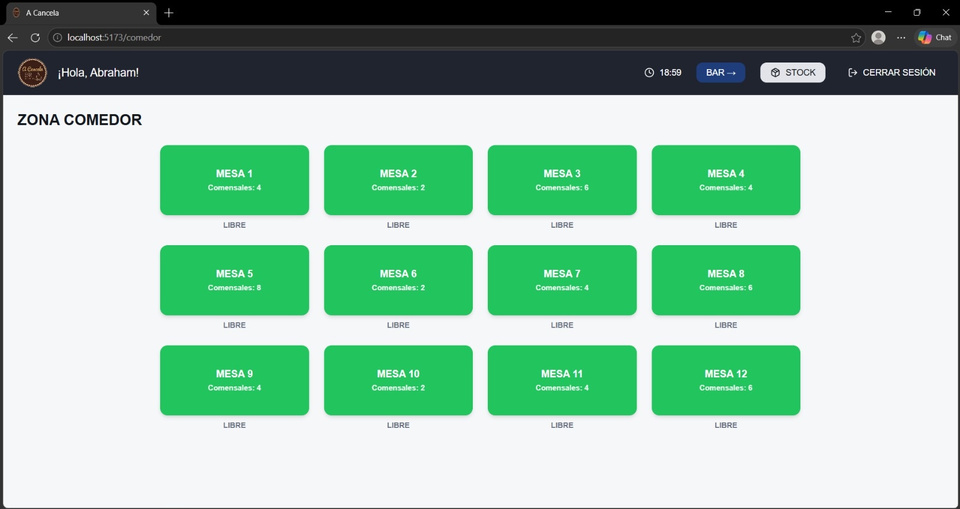 A Cancela
localhost:5173/comedor
Chat
A Cancela
¡Hola, Abraham!
18:59
BAR →
STOCK
CERRAR SESIÓN
ZONA COMEDOR
MESA 1
Comensales: 4
LIBRE
MESA 2
Comensales: 2
LIBRE
MESA 3
Comensales: 6
LIBRE
MESA 4
Comensales: 4
LIBRE
MESA 5
Comensales: 8
LIBRE
MESA 6
Comensales: 2
LIBRE
MESA 7
Comensales: 4
LIBRE
MESA 8
Comensales: 6
LIBRE
MESA 9
Comensales: 4
LIBRE
MESA 10
Comensales: 2
LIBRE
MESA 11
Comensales: 4
LIBRE
MESA 12
Comensales: 6
LIBRE